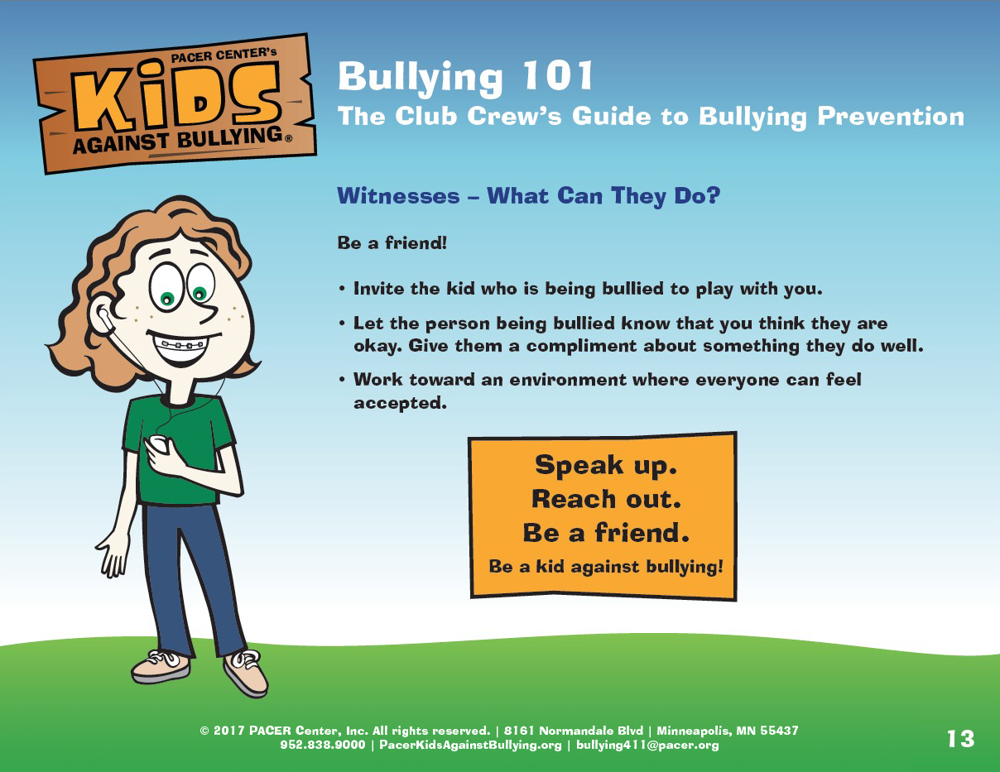 PACER CENTER'S
KiDS
AGAINST BULLYING®
Bullying 101
The Club Crew's Guide to Bullying Prevention
Witnesses – What Can They Do?
Be a friend!
• Invite the kid who is being bullied to play with you.
• Let the person being bullied know that you think they are
okay. Give them a compliment about something they do well.
• Work toward an environment where everyone can feel
accepted.
Speak up.
Reach out.
Be a friend.
Be a kid against bullying!
© 2017 PACER Center, Inc. All rights reserved. | 8161 Normandale Blvd | Minneapolis, MN 55437
952.838.9000 | PacerKidsAgainstBullying.org | bullying411@pacer.org
13